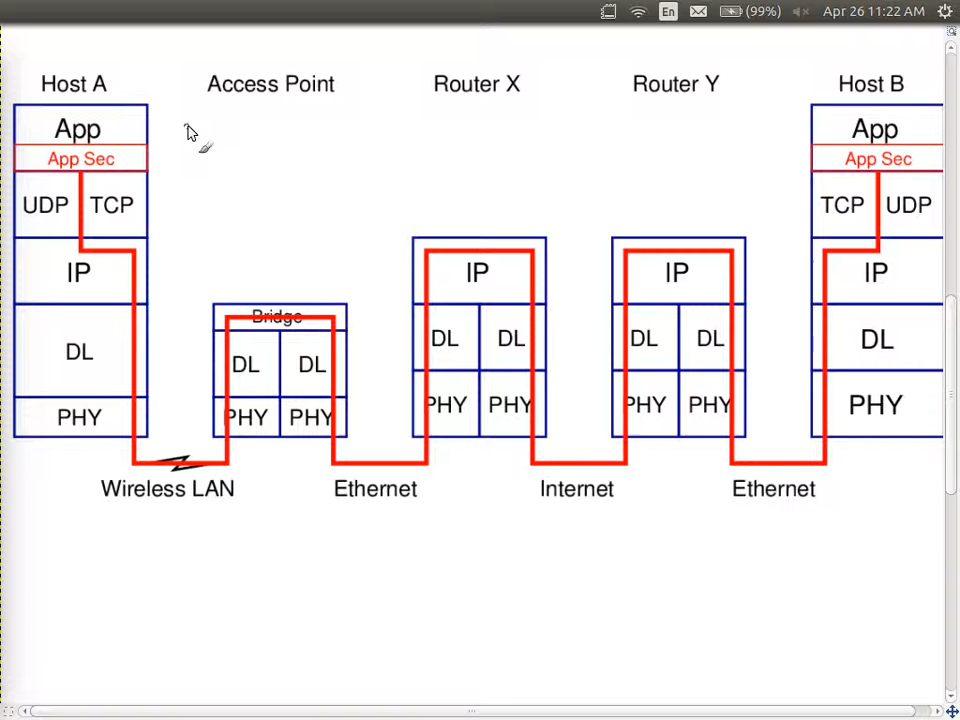 En (99%) Apr 26 11:22 AM
Host A Access Point Router X Router Y Host B
App App
App Sec App Sec
UDP TCP TCP UDP
IP IP IP IP
Bridge
DL DL DL DL DL DL DL DL
PHY PHY PHY PHY PHY PHY PHY PHY
Wireless LAN Ethernet Internet Ethernet